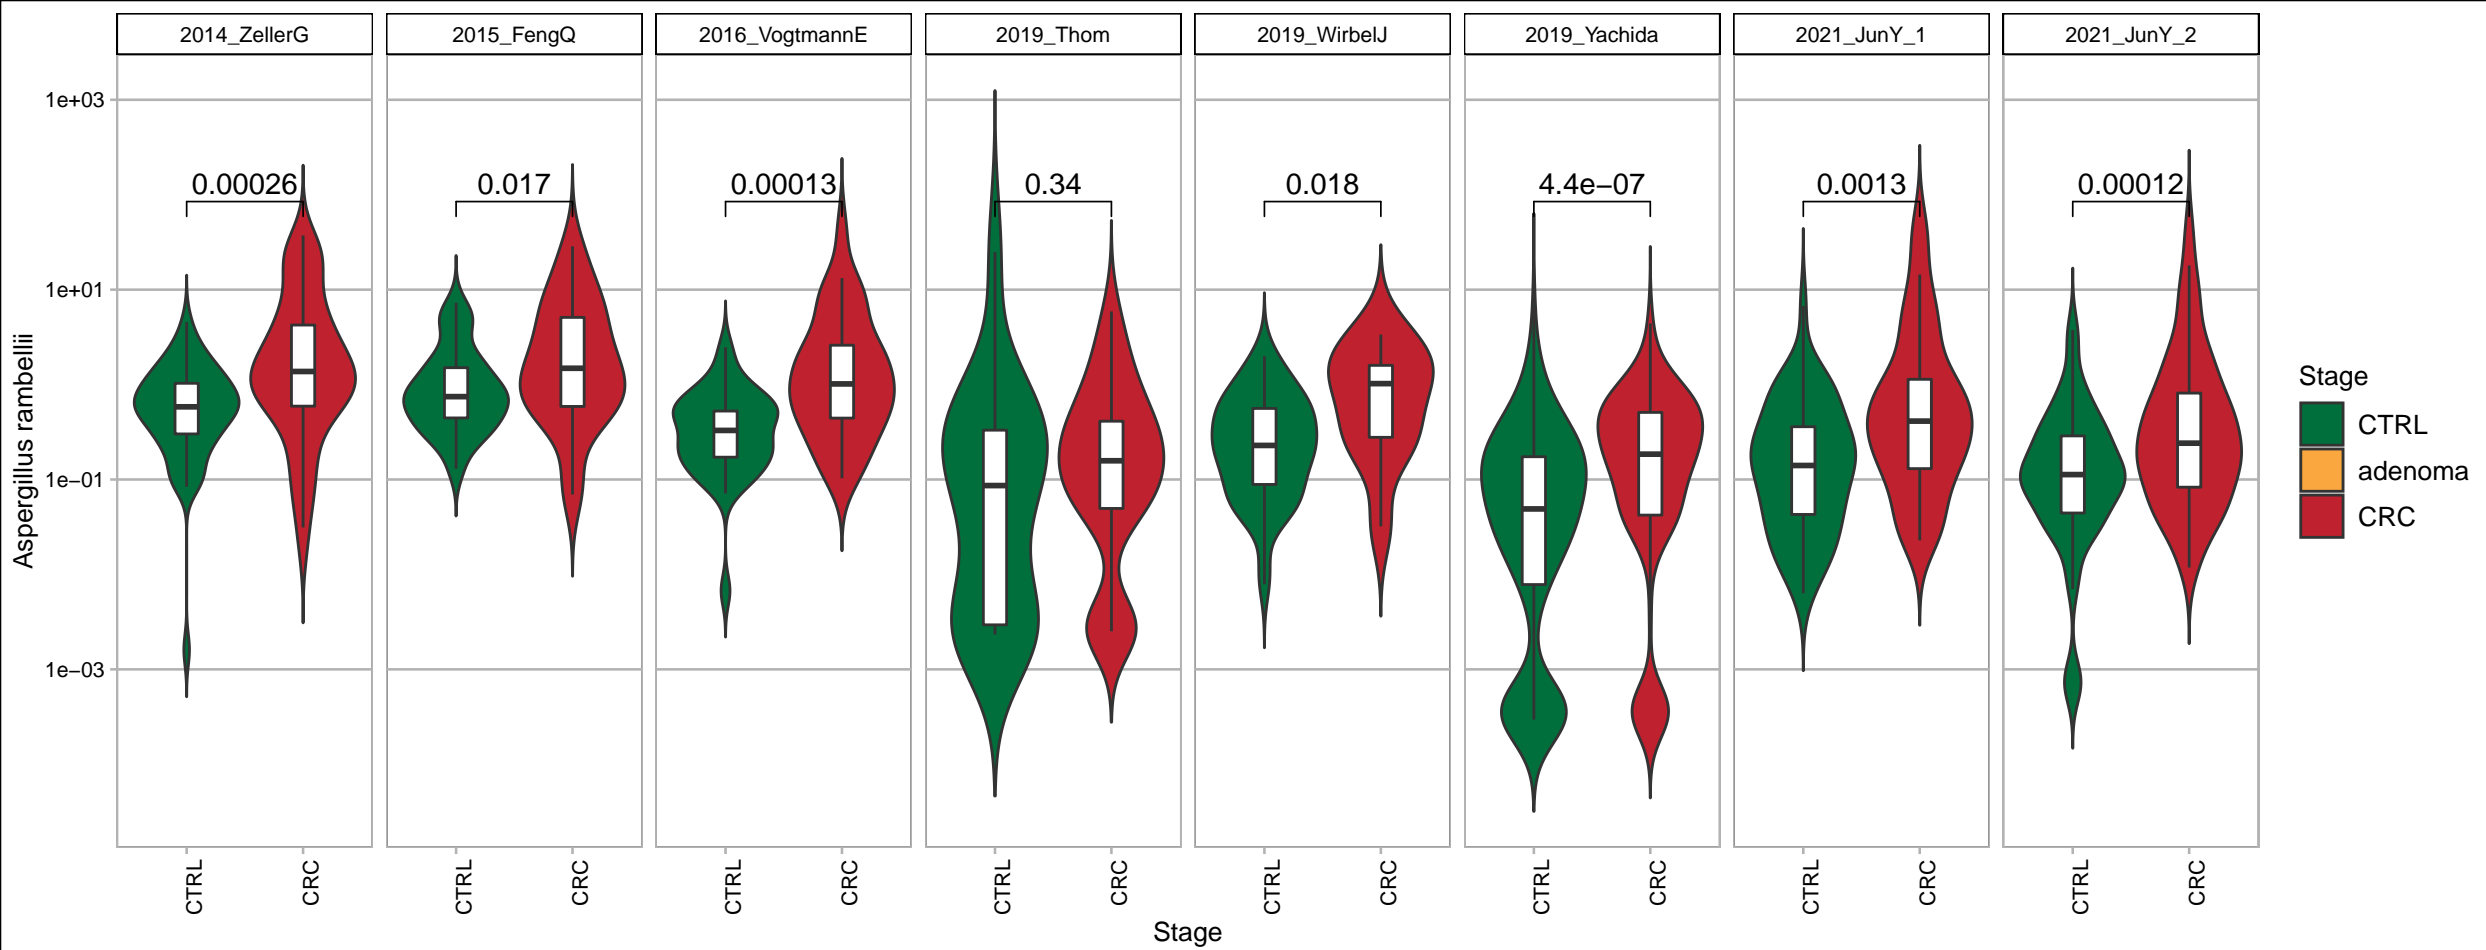 2014_ZellerG
2015_FengQ
2016_VogtmannE
2019_Thom
2019_WirbelJ
2019_Yachida
2021_JunY_1
2021_JunY_2
1e+03
1e+01
1e−01
1e−03
Aspergillus rambellii
0.00026
0.017
0.00013
0.34
0.018
4.4e−07
0.0013
0.00012
CTRL
CRC
CTRL
CRC
CTRL
CRC
CTRL
CRC
CTRL
CRC
CTRL
CRC
CTRL
CRC
CTRL
CRC
Stage
Stage
CTRL
adenoma
CRC